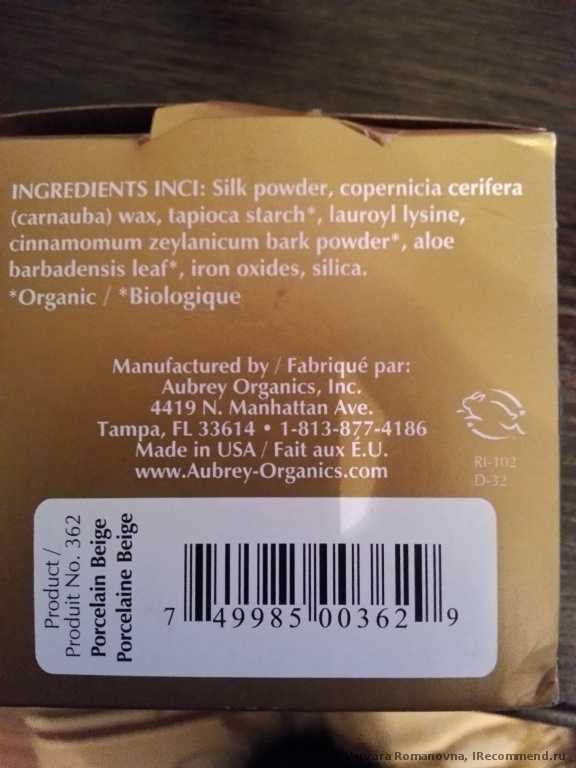 INGREDIENTS INCI: Silk powder, copernicia cerifera
(carnauba) wax, tapioca starch*, lauroyl lysine,
cinnamomum zeylanicum bark powder*, aloe
barbadensis leaf*, iron oxides, silica.
*Organic / *Biologique
Manufactured by / Fabriqué par:
Aubrey Organics, Inc.
4419 N. Manhattan Ave.
Tampa, FL 33614 • 1-813-877-4186
Made in USA / Fait aux É.U.
www.Aubrey-Organics.com
RI-102
D-32
Product /
Produit No. 362
Porcelain Beige
Porcelaine Beige
7 49985 00362 9
Romanovna, IRecommend.ru